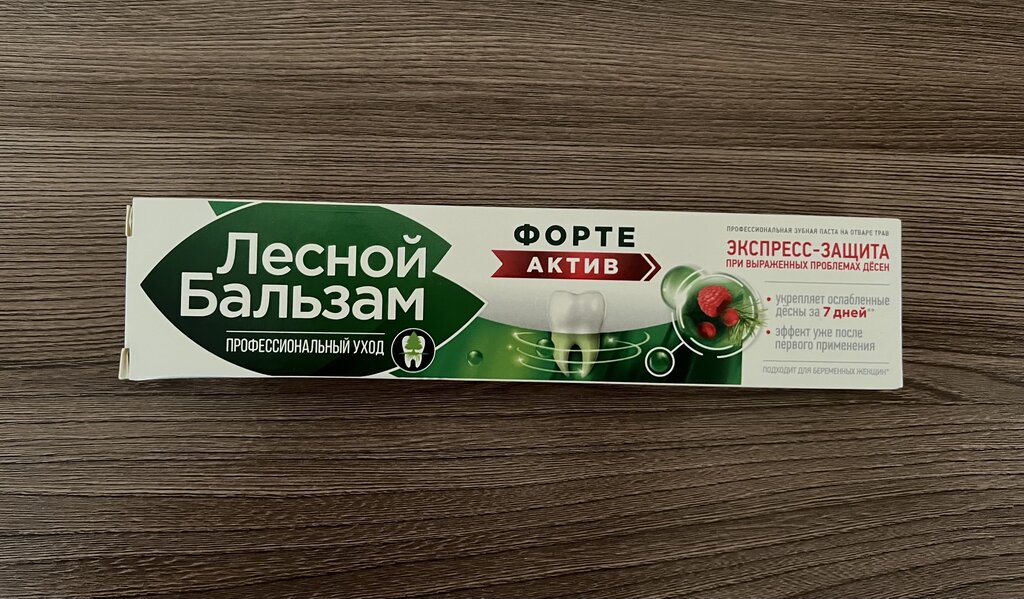 Лесной
Бальзам
ПРОФЕССИОНАЛЬНЫЙ УХОД
ФОРТЕ
АКТИВ
ПРОФЕССИОНАЛЬНАЯ ЗУБНАЯ ПАСТА НА ОТВАРЕ ТРАВ
ЭКСПРЕСС-ЗАЩИТА
ПРИ ВЫРАЖЕННЫХ ПРОБЛЕМАХ ДЁСЕН
• укрепляет ослабленные
дёсны за 7 дней**
• эффект уже после
первого применения
ПОДХОДИТ ДЛЯ БЕРЕМЕННЫХ ЖЕНЩИН*